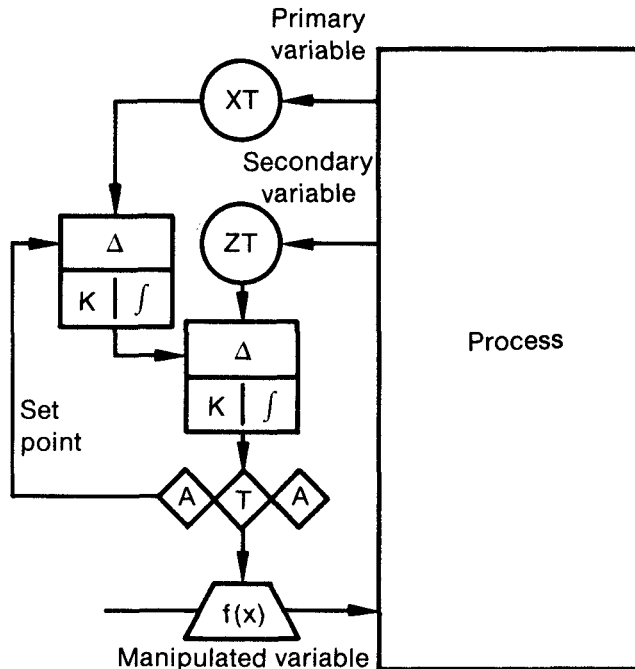 Primary
variable
XT
Secondary
variable
Δ
ZT
K ∫
Δ
Process
K ∫
Set
point
A T A
f(x)
Manipulated variable